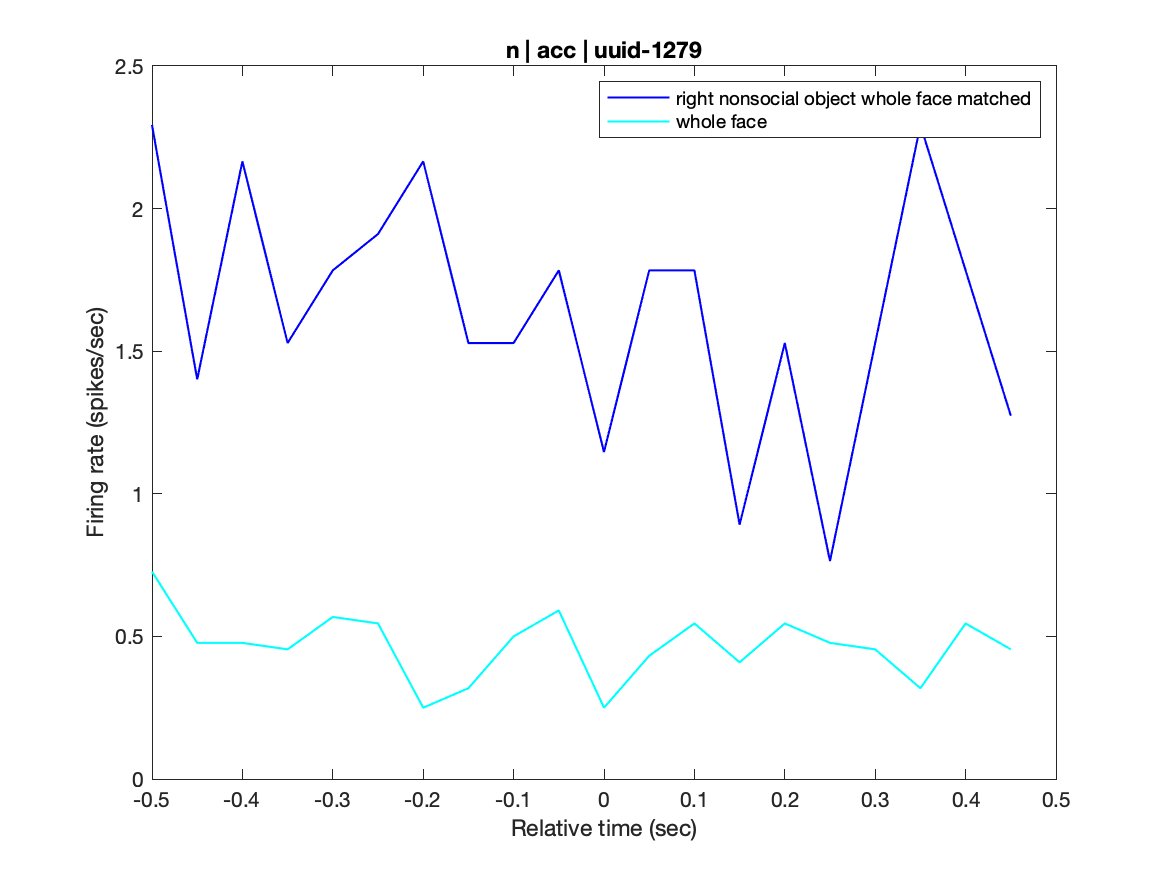 n | acc | uuid-1279
right nonsocial object whole face matched
whole face
2.5
2
1.5
1
0.5
0
Firing rate (spikes/sec)
-0.5 -0.4 -0.3 -0.2 -0.1 0 0.1 0.2 0.3 0.4 0.5
Relative time (sec)